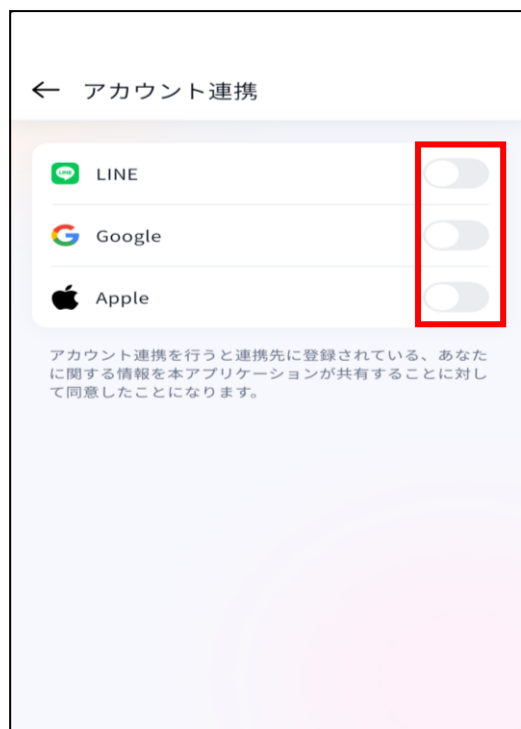 ← アカウント連携
LINE
Google
Apple
アカウント連携を行うと連携先に登録されている、あなた
に関する情報を本アプリケーションが共有することに対し
て同意したことになります。